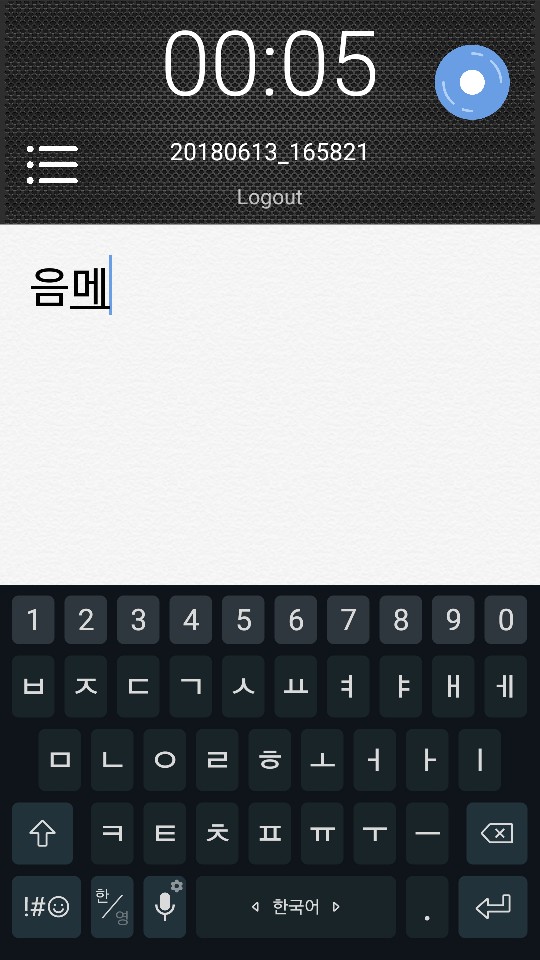 00:05
20180613_165821
Logout
음메
1 2 3 4 5 6 7 8 9 0
ㅂ ㅈ ㄷ ㄱ ㅅ ㅛ ㅕ ㅑ ㅐ ㅔ
ㅁ ㄴ ㅇ ㄹ ㅎ ㅗ ㅓ ㅏ ㅣ
ㅋ ㅌ ㅊ ㅍ ㅠ ㅜ ㅡ
!#☺ 한/영 한국어 .